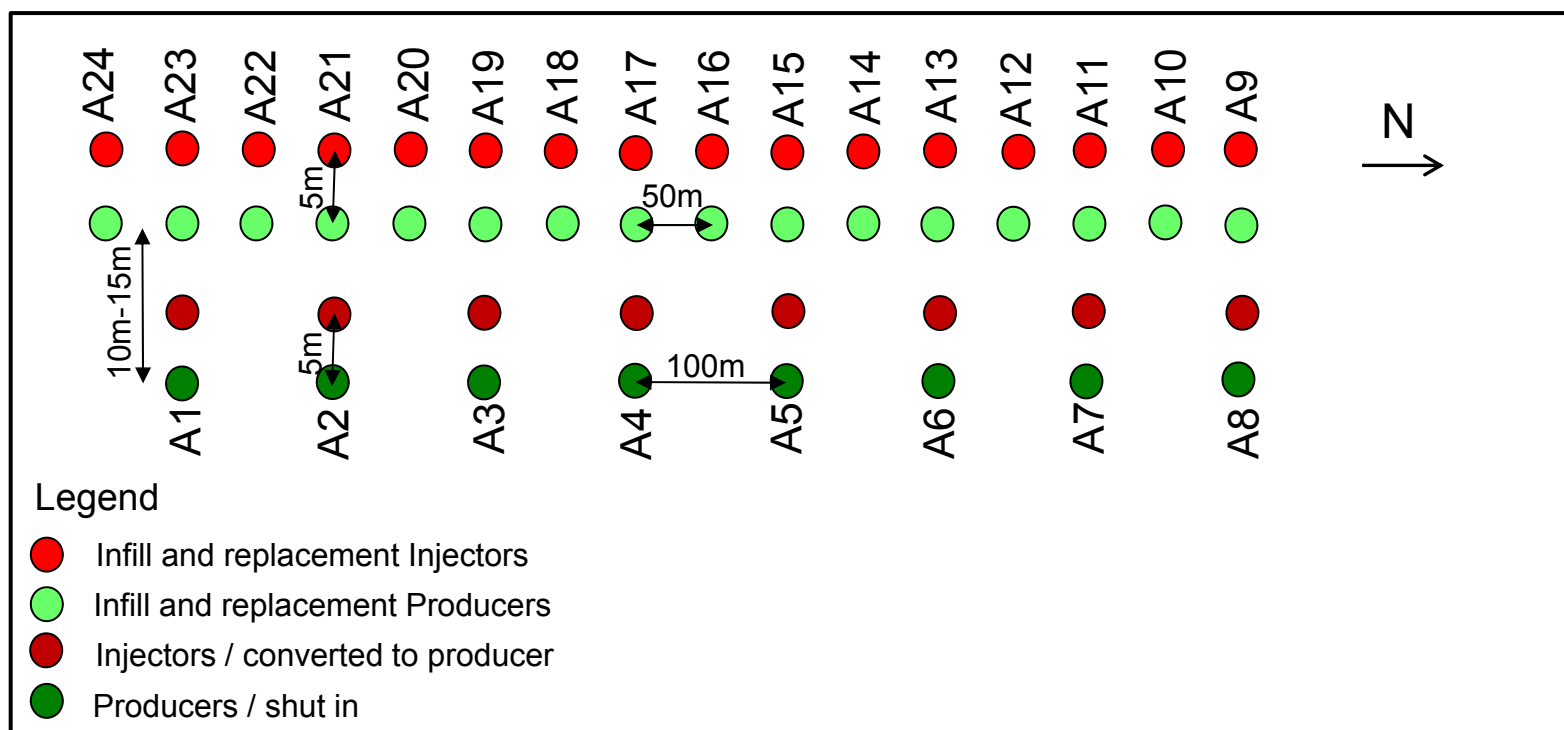 A24 A23 A22 A21 A20 A19 A18 A17 A16 A15 A14 A13 A12 A11 A10 A9
N
5m
50m
10m-15m
5m
100m
A1 A2 A3 A4 A5 A6 A7 A8
Legend
Infill and replacement Injectors
Infill and replacement Producers
Injectors / converted to producer
Producers / shut in